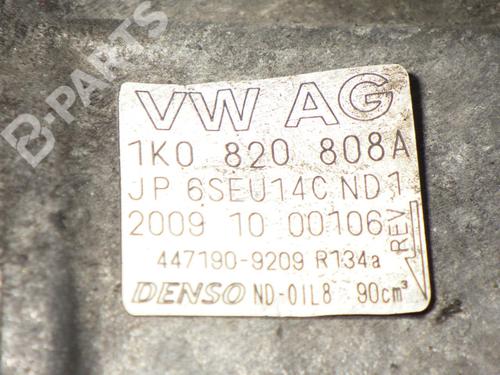 B-PARTS
VW AG
1K0 820 808A
JP 6SEU14C ND1
2009 10 00106
REV
447190-9209 R134a
DENSO ND-OIL8 90cm³